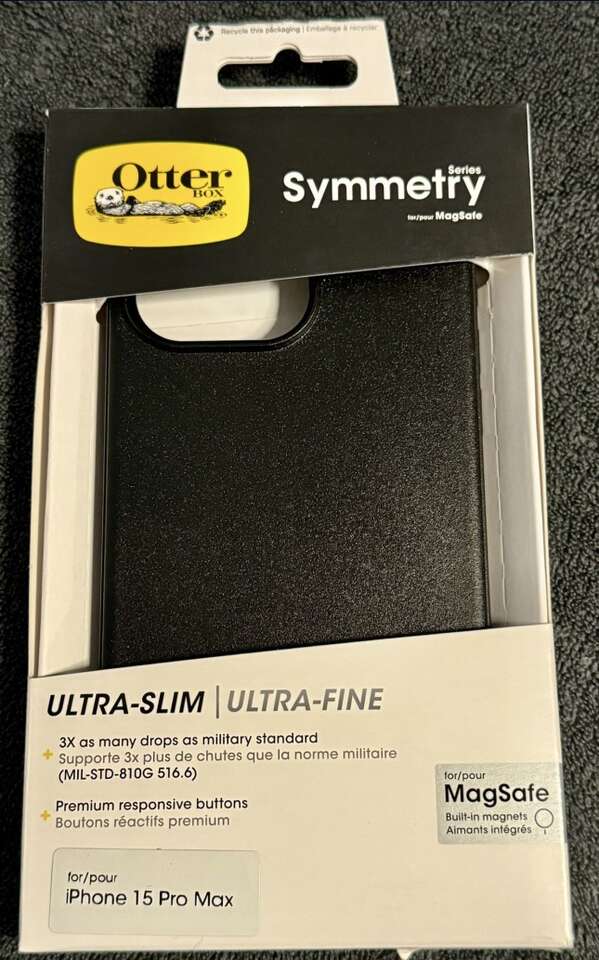 Recycle this packaging | Emballage à recycler
Otter
BOX
Symmetry
Series
for/pour MagSafe
ULTRA-SLIM | ULTRA-FINE
+ 3X as many drops as military standard
Supporte 3x plus de chutes que la norme militaire
(MIL-STD-810G 516.6)
+ Premium responsive buttons
Boutons réactifs premium
for/pour
MagSafe
Built-in magnets
Aimants intégrés
for/pour
iPhone 15 Pro Max